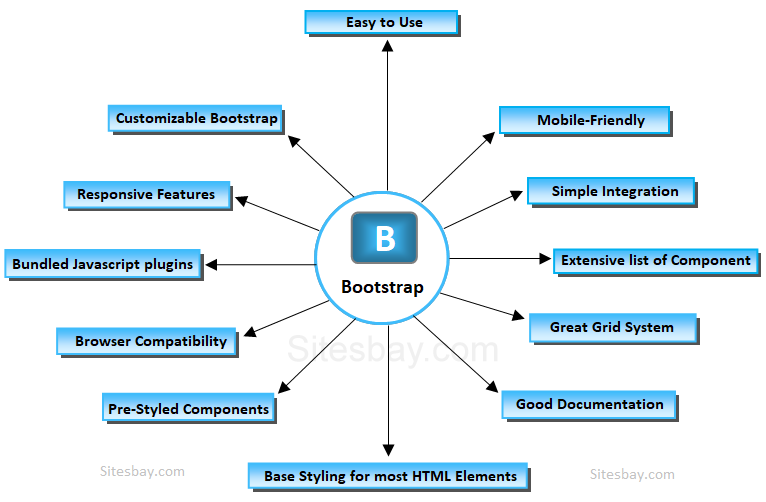 Easy to Use
Customizable Bootstrap
Mobile-Friendly
Responsive Features
Simple Integration
B
Bootstrap
Bundled Javascript plugins
Extensive list of Component
Browser Compatibility
Great Grid System
Sitesbay.com
Pre-Styled Components
Good Documentation
Base Styling for most HTML Elements
Sitesbay.com
Sitesbay.com